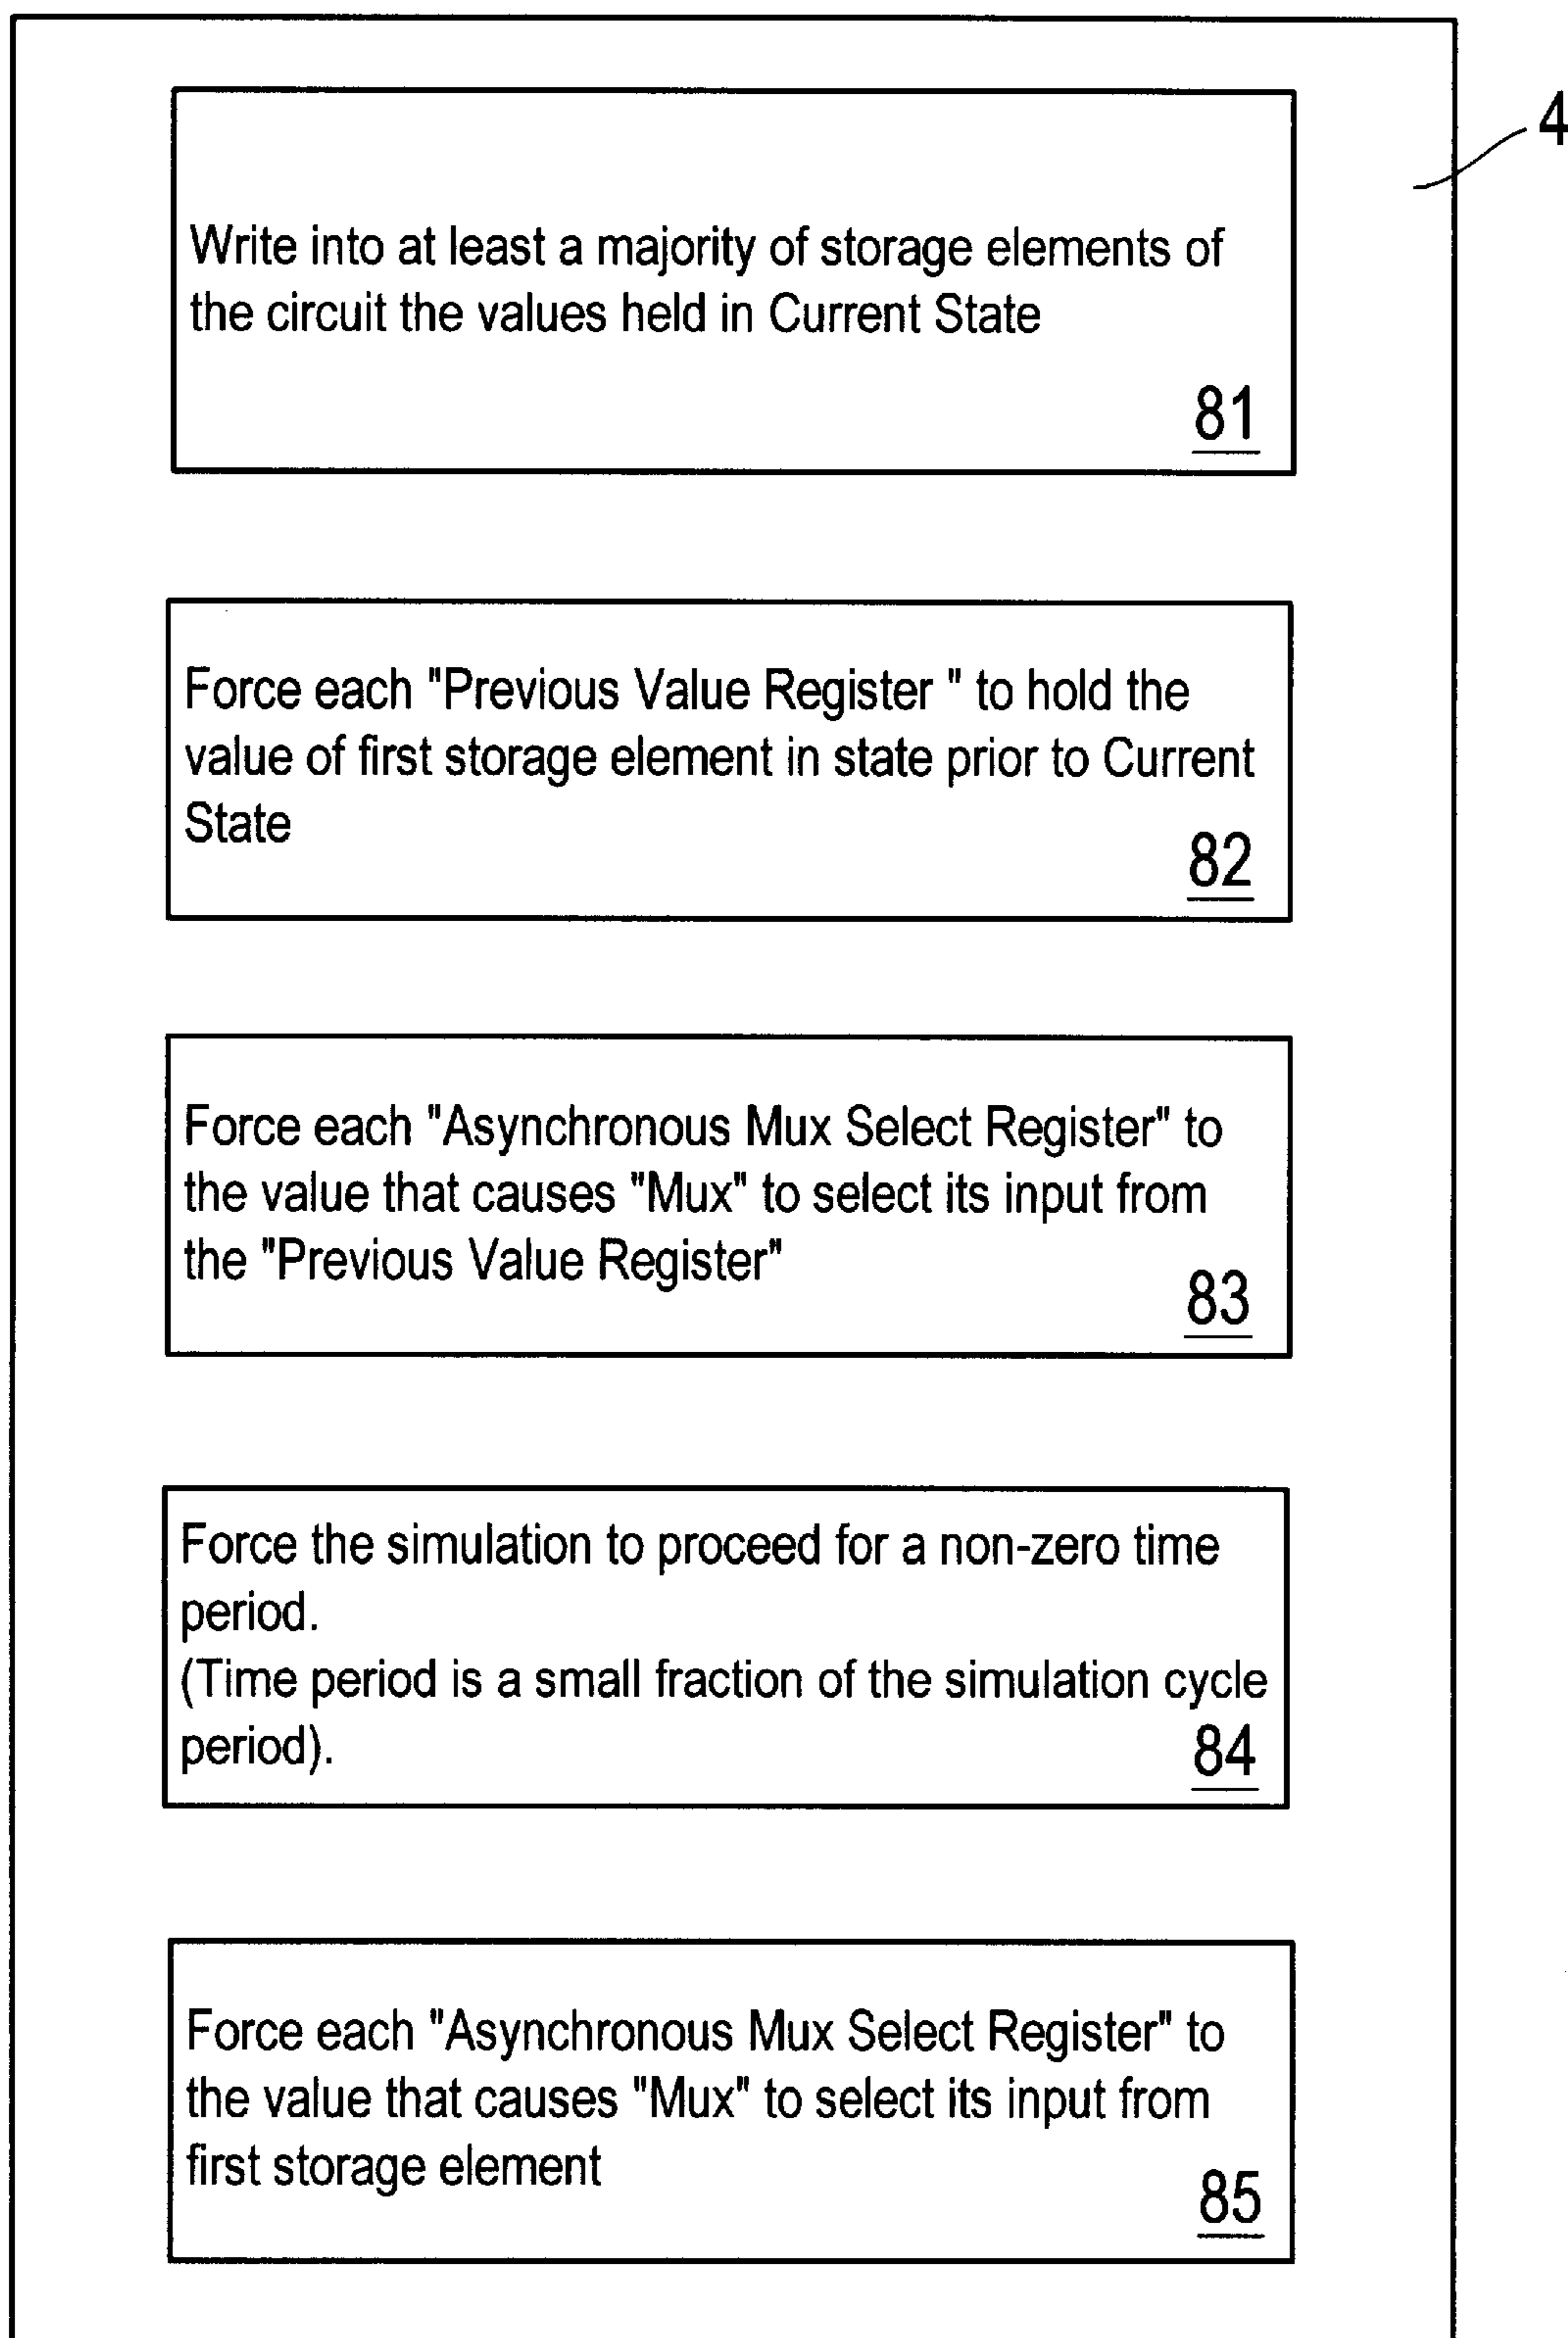 4
Write into at least a majority of storage elements of
the circuit the values held in Current State
81
Force each "Previous Value Register " to hold the
value of first storage element in state prior to Current
State
82
Force each "Asynchronous Mux Select Register" to
the value that causes "Mux" to select its input from
the "Previous Value Register"
83
Force the simulation to proceed for a non-zero time
period.
(Time period is a small fraction of the simulation cycle
period).
84
Force each "Asynchronous Mux Select Register" to
the value that causes "Mux" to select its input from
first storage element
85